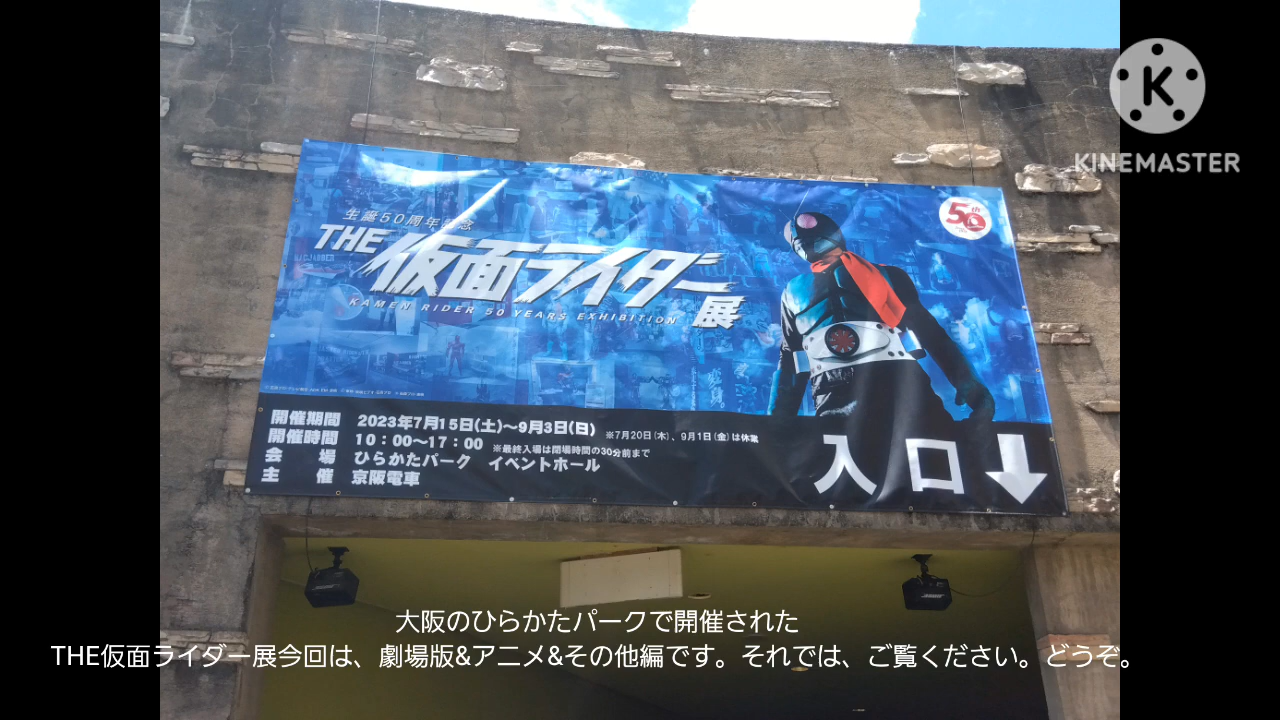 KINEMASTER
50th
生誕50周年記念
THE仮面ライダー展
KAMEN RIDER 50 YEARS EXHIBITION
変身。
開催期間 2023年7月15日(土)〜9月3日(日) ※7月20日(木)、9月1日(金)は休業
開催時間 10：00〜17：00 ※最終入場は閉場時間の30分前まで
会場 ひらかたパーク イベントホール
主催 京阪電車
入口
大阪のひらかたパークで開催された
THE仮面ライダー展今回は、劇場版&アニメ&その他編です。それでは、ご覧ください。どうぞ。